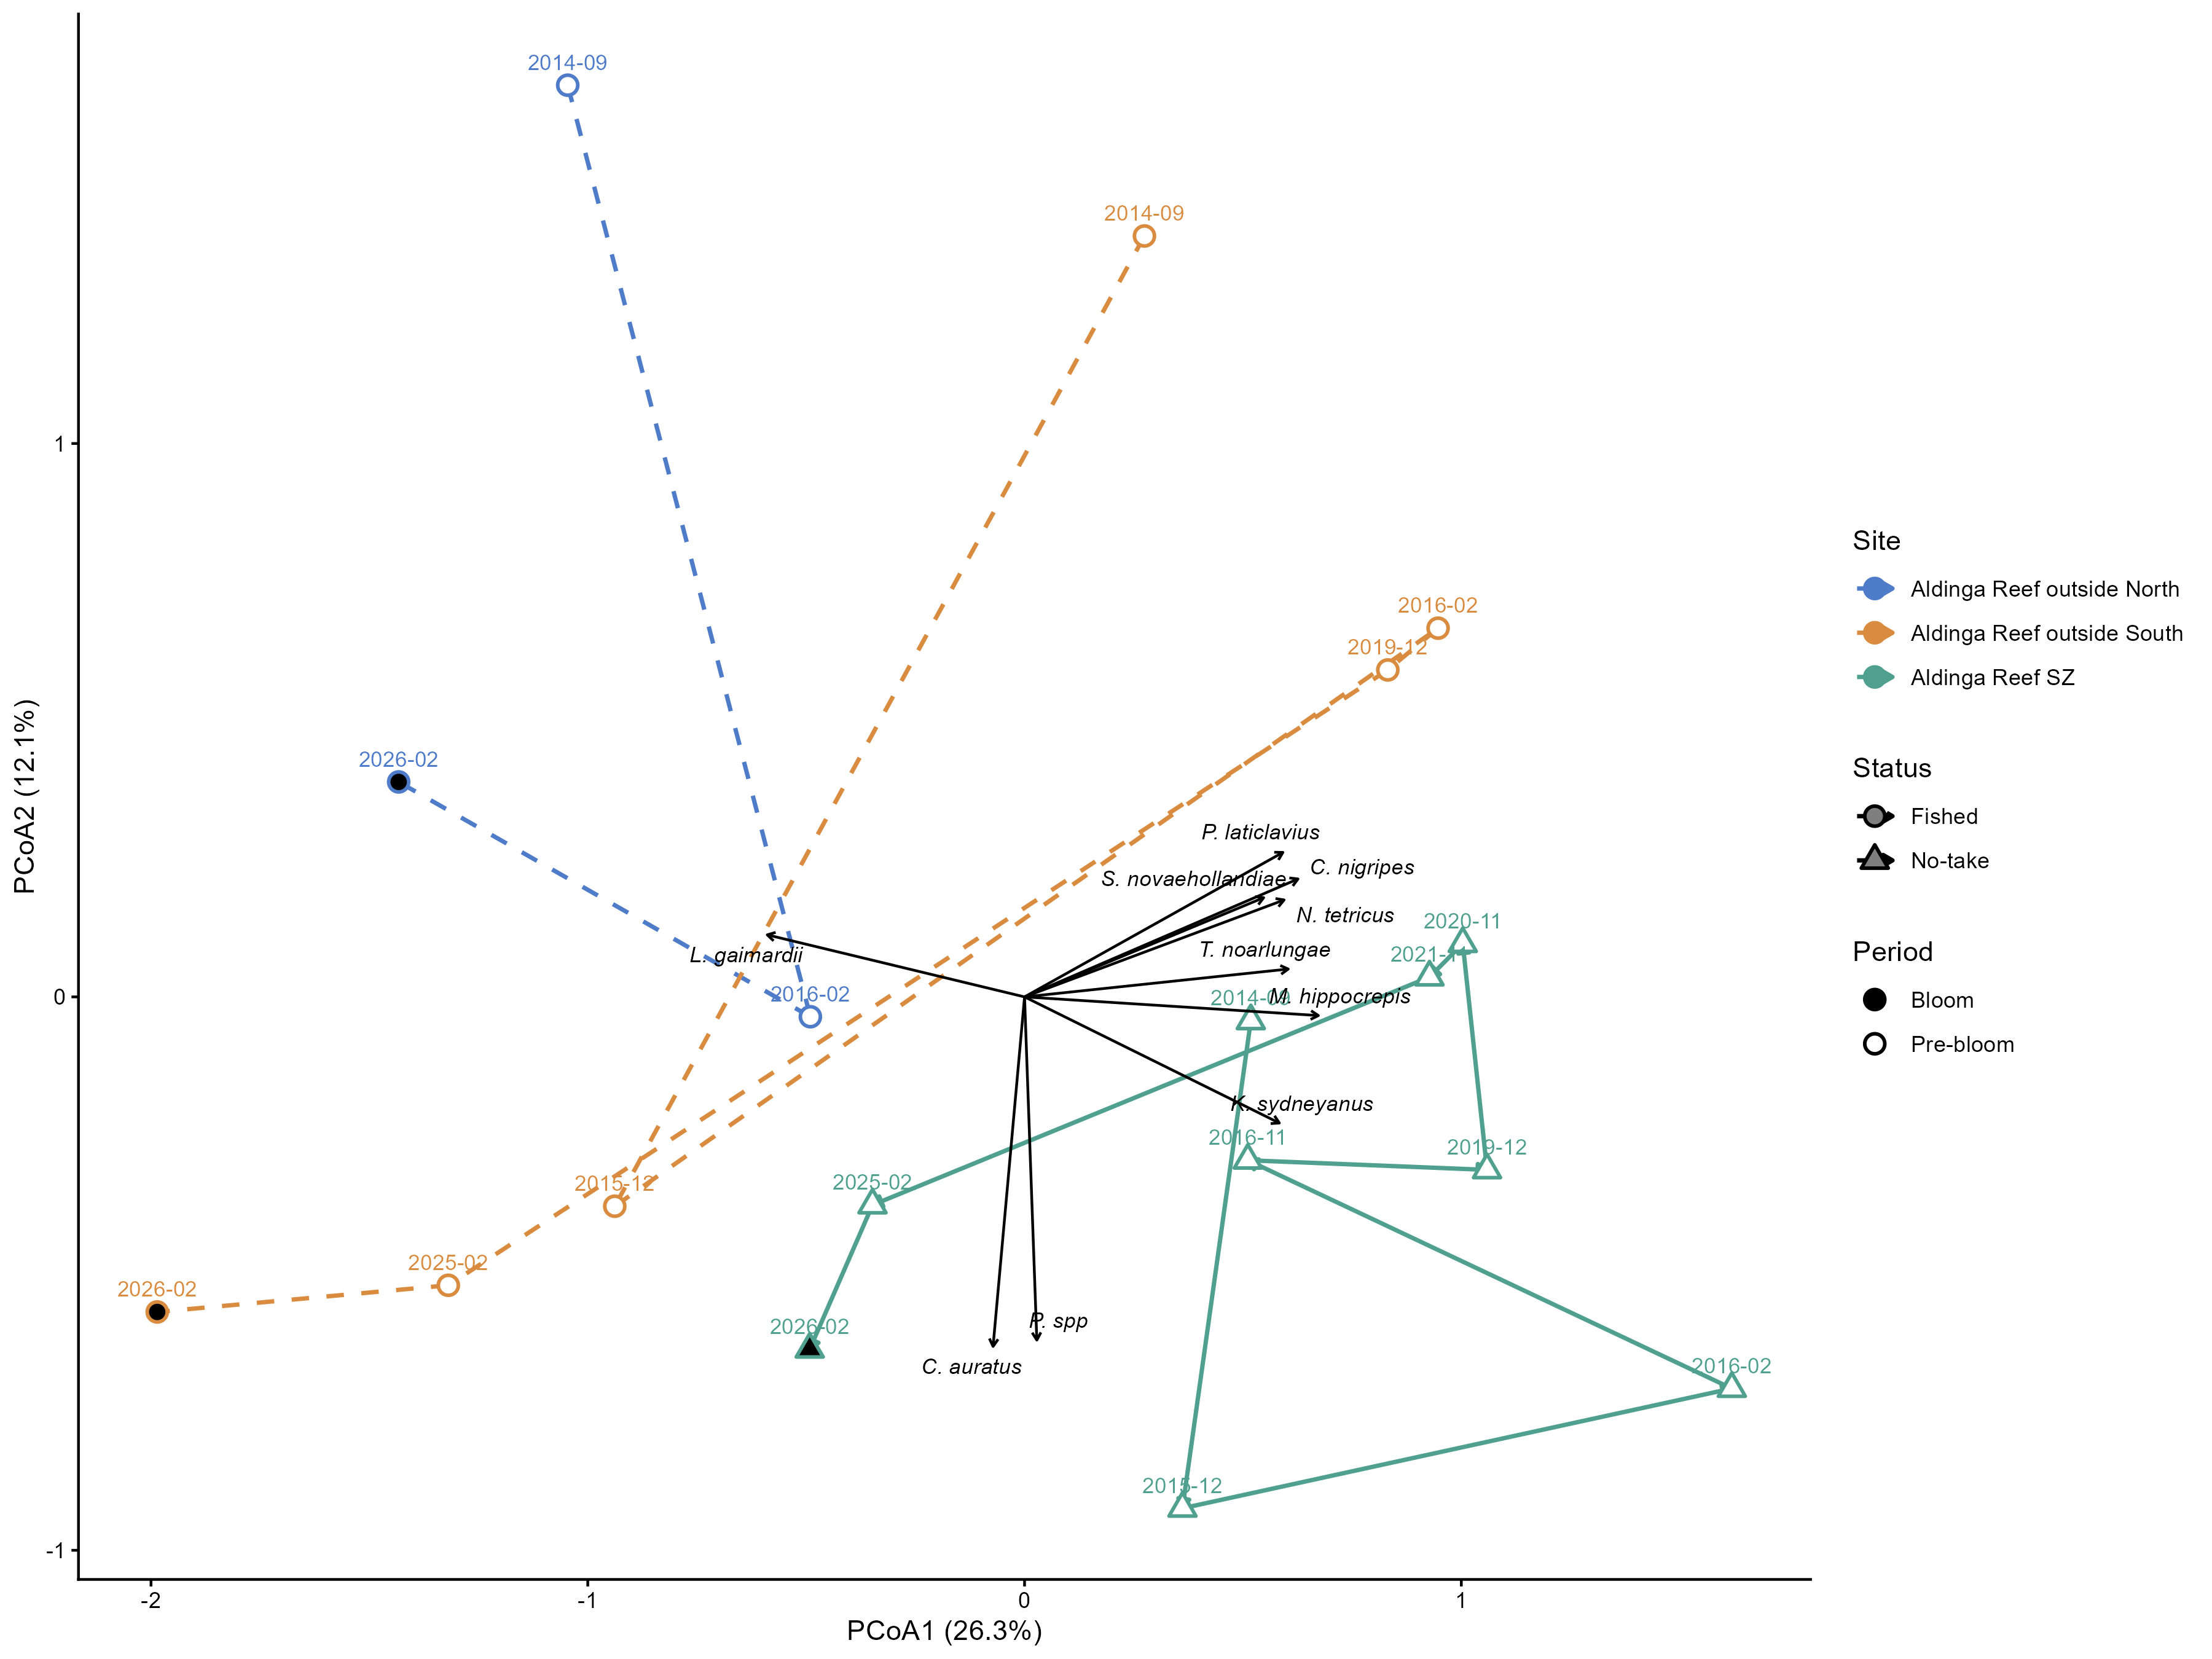 2014-09
2014-09
2016-02
2019-12
2026-02
P. laticlavius
C. nigripes
S. novaehollandiae
N. tetricus
2020-11
T. noarlungae
L. gaimardii
2016-02
2014-09
M. hippocrepis
K. sydneyanus
2016-11
2019-12
2025-02
2015-12
2025-02
2026-02
2026-02
P. spp
C. auratus
2016-02
2015-12
1
0
-1
-2
-1
0
1
PCoA1 (26.3%)
PCoA2 (12.1%)
Site
Aldinga Reef outside North
Aldinga Reef outside South
Aldinga Reef SZ
Status
Fished
No-take
Period
Bloom
Pre-bloom